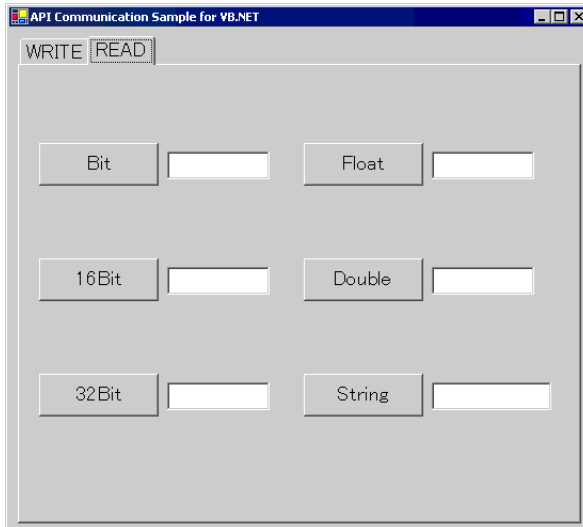 API Communication Sample for VB.NET
WRITE READ
Bit Float
16Bit Double
32Bit String